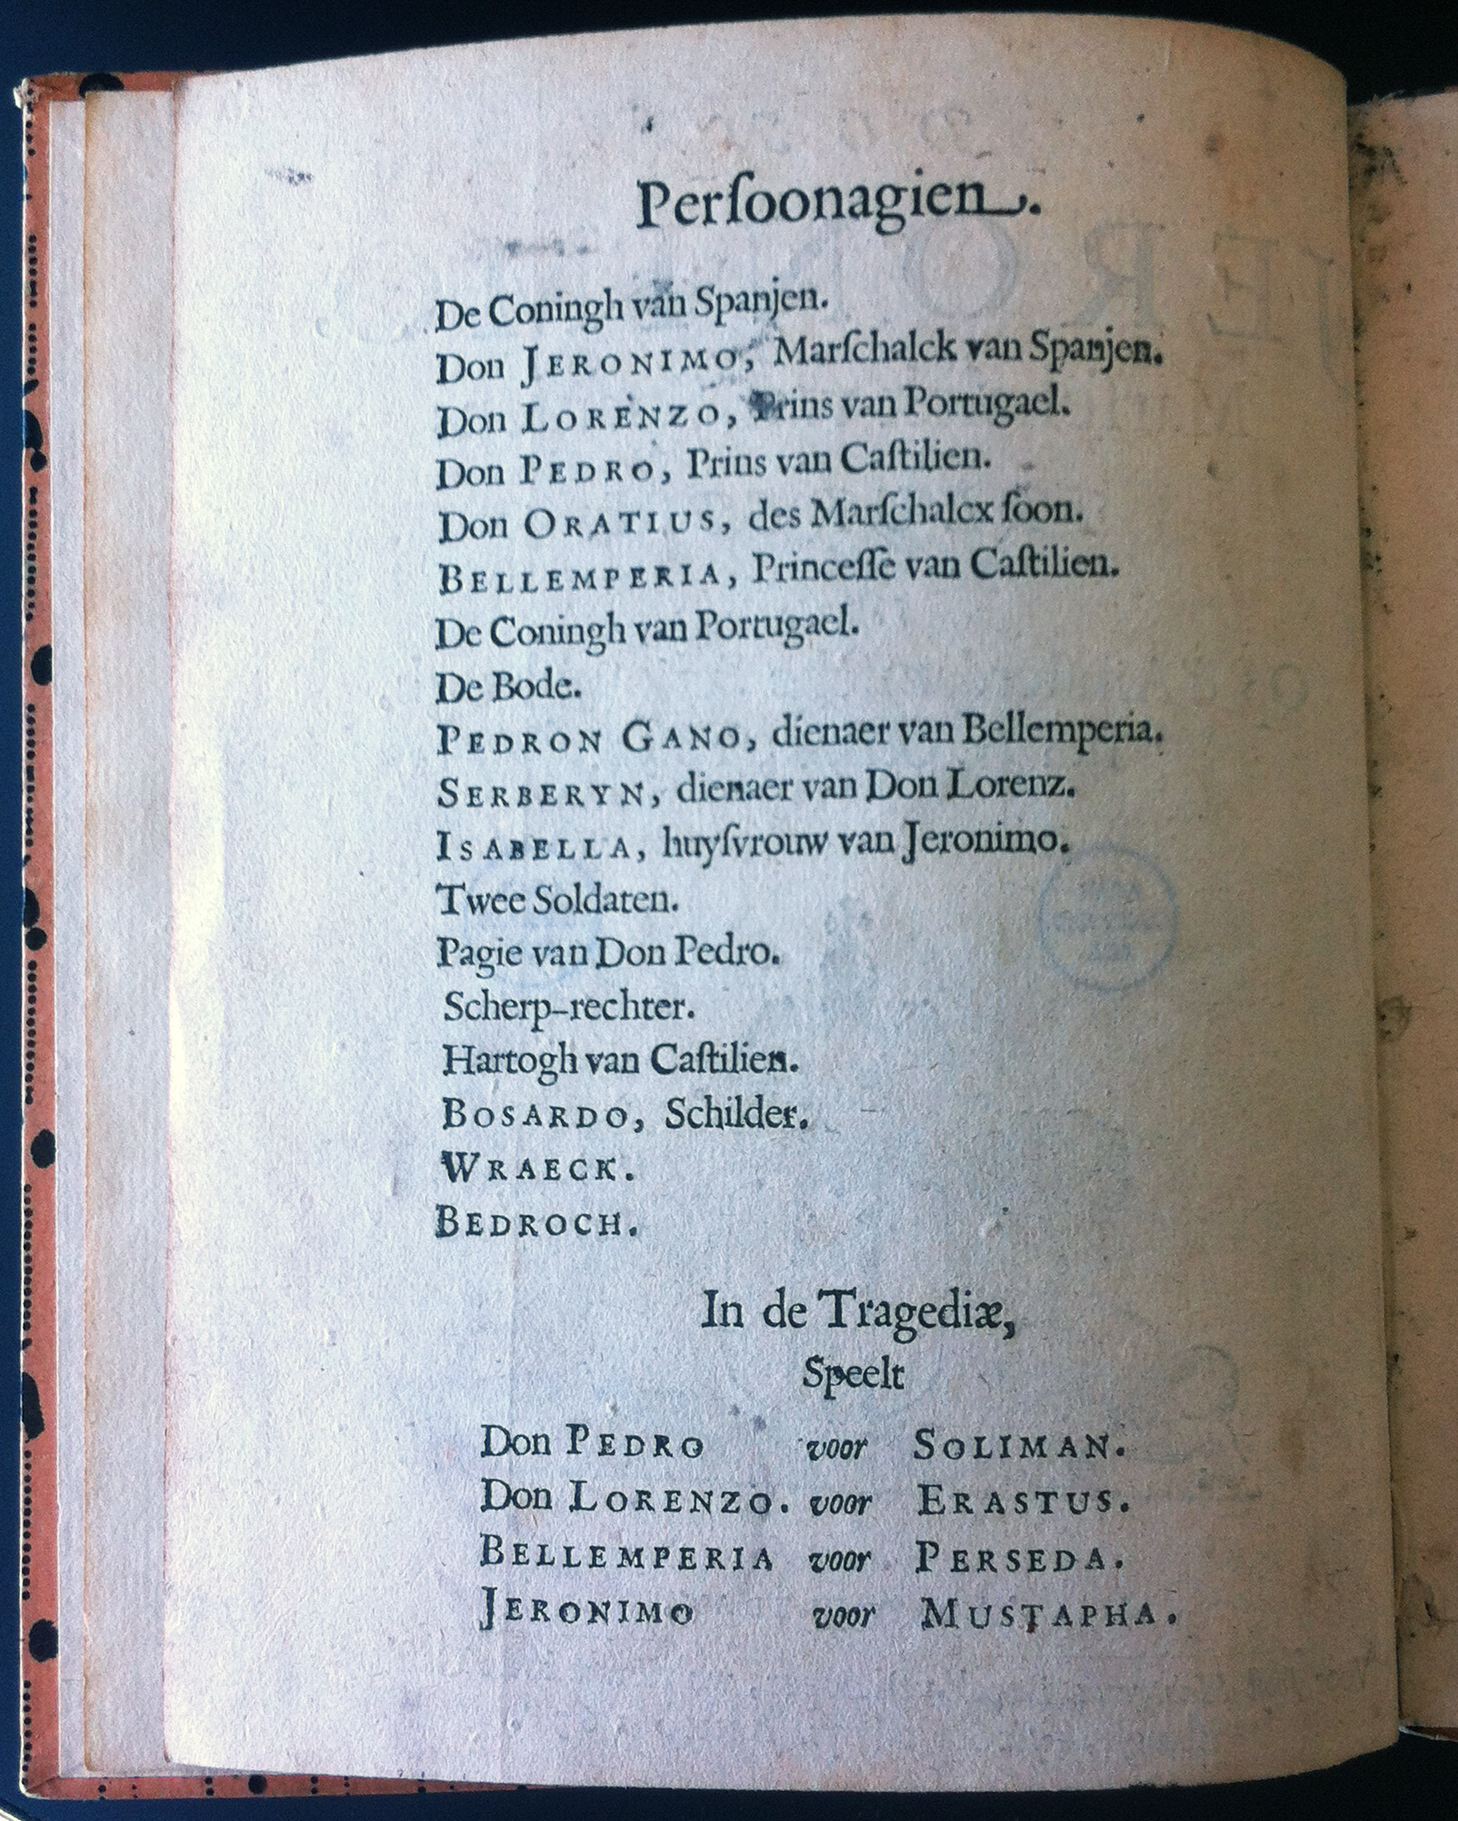 Perſoonagien.
De Coningh van Spanjen.
Don JERONIMO, Marſchalck van Spanjen.
Don LORENZO, Prins van Portugael.
Don PEDRO, Prins van Caſtilien.
Don ORATIUS, des Marſchalcx ſoon.
BELLEMPERIA, Princeſſe van Caſtilien.
De Coningh van Portugael.
De Bode.
PEDRON GANO, dienaer van Bellemperia.
SERBERYN, dienaer van Don Lorenz.
ISABELLA, huyſvrouw van Jeronimo.
Twee Soldaten.
Pagie van Don Pedro.
Scherp-rechter.
Hartogh van Caſtilien.
BOSARDO, Schilder.
WRAECK.
BEDROCH.
In de Tragediæ,
Speelt
Don PEDRO voor SOLIMAN.
Don LORENZO. voor ERASTUS.
BELLEMPERIA voor PERSEDA.
JERONIMO voor MUSTAPHA.